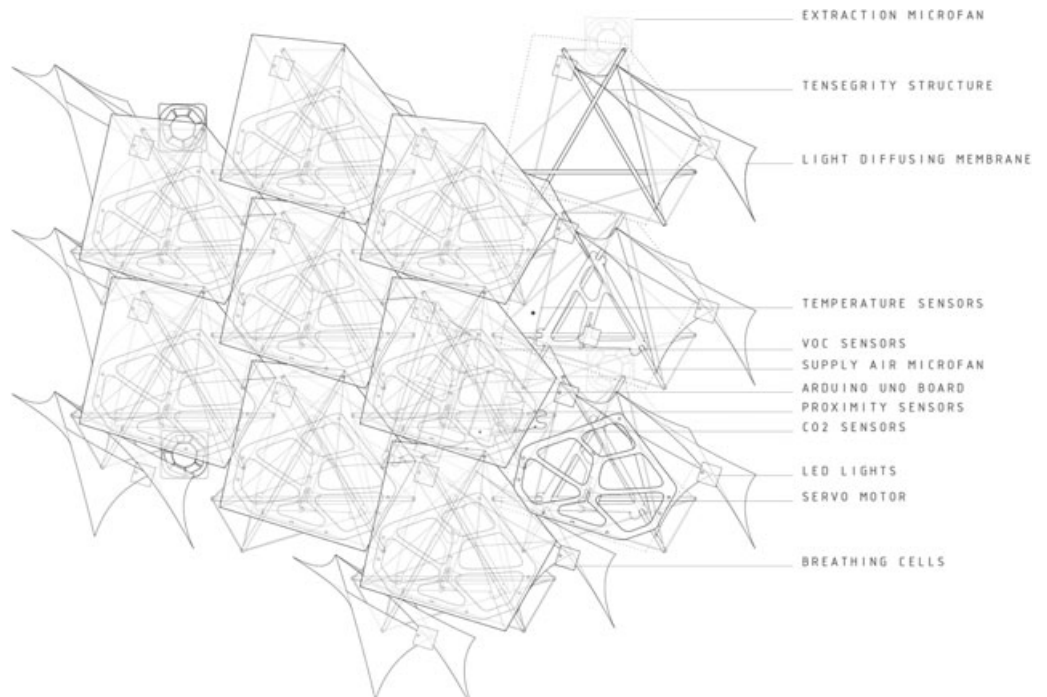 EXTRACTION MICROFAN
TENSEGRITY STRUCTURE
LIGHT DIFFUSING MEMBRANE
TEMPERATURE SENSORS
VOC SENSORS
SUPPLY AIR MICROFAN
ARDUINO UNO BOARD
PROXIMITY SENSORS
CO2 SENSORS
LED LIGHTS
SERVO MOTOR
BREATHING CELLS